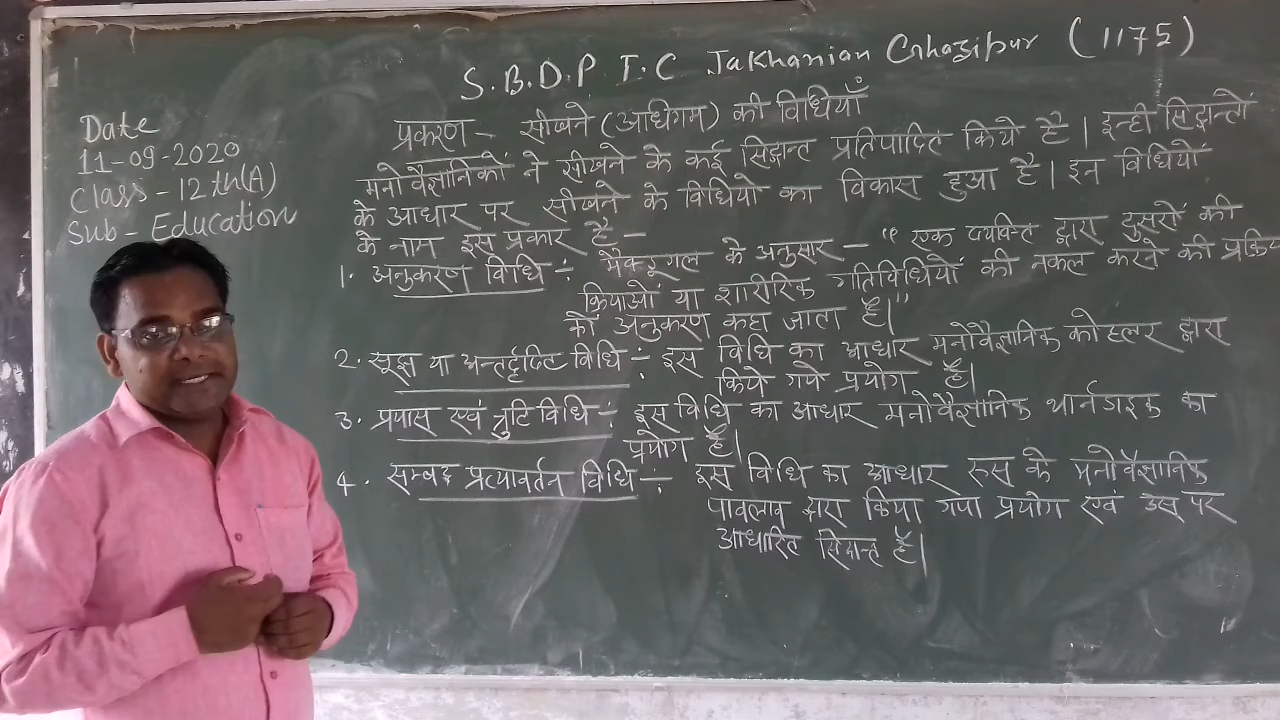 S.B.D.P I.C Jakhanian Ghazipur (1175)
Date
11-09-2020
Class - 12th(A)
Sub - Education
प्रकरण - सीखने (अधिगम) की विधियाँ
मनोवैज्ञानिकों ने सीखने के कई सिद्धान्त प्रतिपादित किये है। इन्ही सिद्धान्तों
के आधार पर सीखने के विधियो का विकास हुआ है। इन विधियों
के नाम इस प्रकार है -
1. अनुकरण विधि ÷ मैक्डूगल के अनुसार - "एक व्यक्ति द्वारा दुसरों की
क्रियाओं या शारीरिक गतिविधियों की नकल करने की प्रक्रि
को अनुकरण कहा जाता है।"
2. सूझ या अन्तर्दृष्टि विधि ÷ इस विधि का आधार मनोवैज्ञानिक कोहलर द्वारा
किये गये प्रयोग है।
3. प्रयास एवं त्रुटि विधि ÷ इस विधि का आधार मनोवैज्ञानिक थार्नडाइक का
प्रयोग है।
4. सम्बद्ध प्रत्यावर्तन विधि ÷ इस विधि का आधार रुस के मनोवैज्ञानिक
पावलाव द्वारा किया गया प्रयोग एवं उस पर
आधारित सिद्धान्त है।